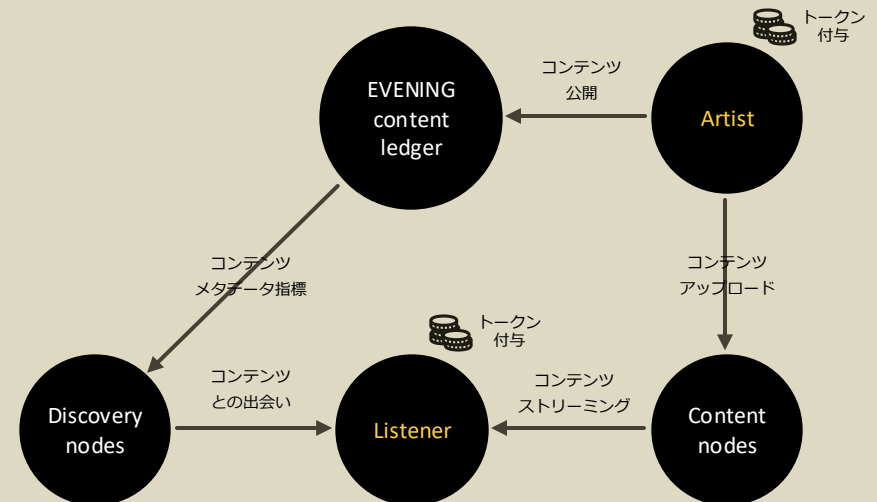 トークン
付与
コンテンツ
公開
EVENING
content
ledger
Artist
コンテンツ
メタデータ指標
コンテンツ
アップロード
トークン
付与
コンテンツ
との出会い
コンテンツ
ストリーミング
Discovery
nodes
Listener
Content
nodes